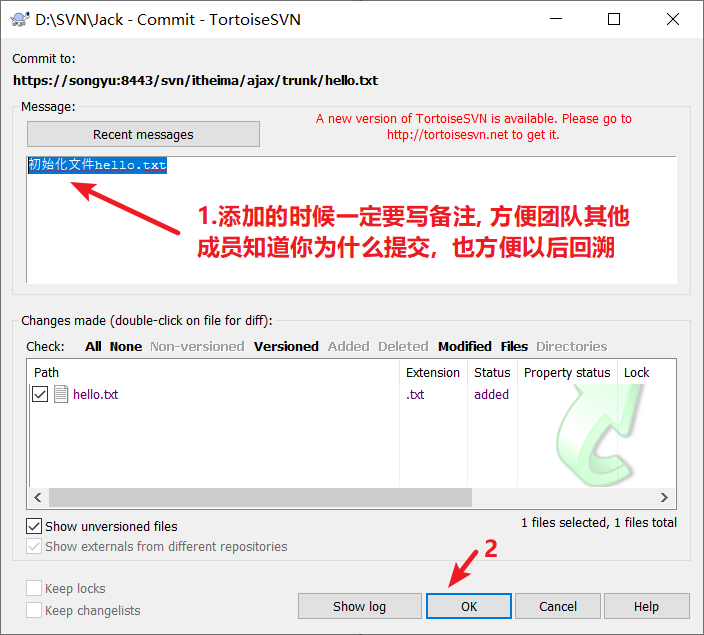 D:\SVN\Jack - Commit - TortoiseSVN
Commit to:
https://songyu:8443/svn/itheima/ajax/trunk/hello.txt
Message:
Recent messages
A new version of TortoiseSVN is available. Please go to
http://tortoisesvn.net to get it.
初始化文件hello.txt
1.添加的时候一定要写备注, 方便团队其他
成员知道你为什么提交, 也方便以后回溯
Changes made (double-click on file for diff):
Check: All None Non-versioned Versioned Added Deleted Modified Files Directories
Path Extension Status Property status Lock
hello.txt .txt added
Show unversioned files
1 files selected, 1 files total
Show externals from different repositories
2
Keep locks
Keep changelists
Show log OK Cancel Help